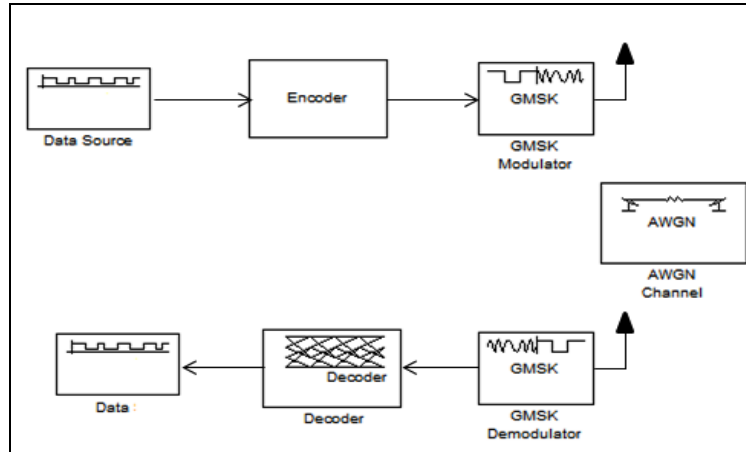 Encoder
GMSK
Data Source
GMSK
Modulator
AWGN
AWGN
Channel
Decoder
GMSK
Data :
Decoder
GMSK
Demodulator